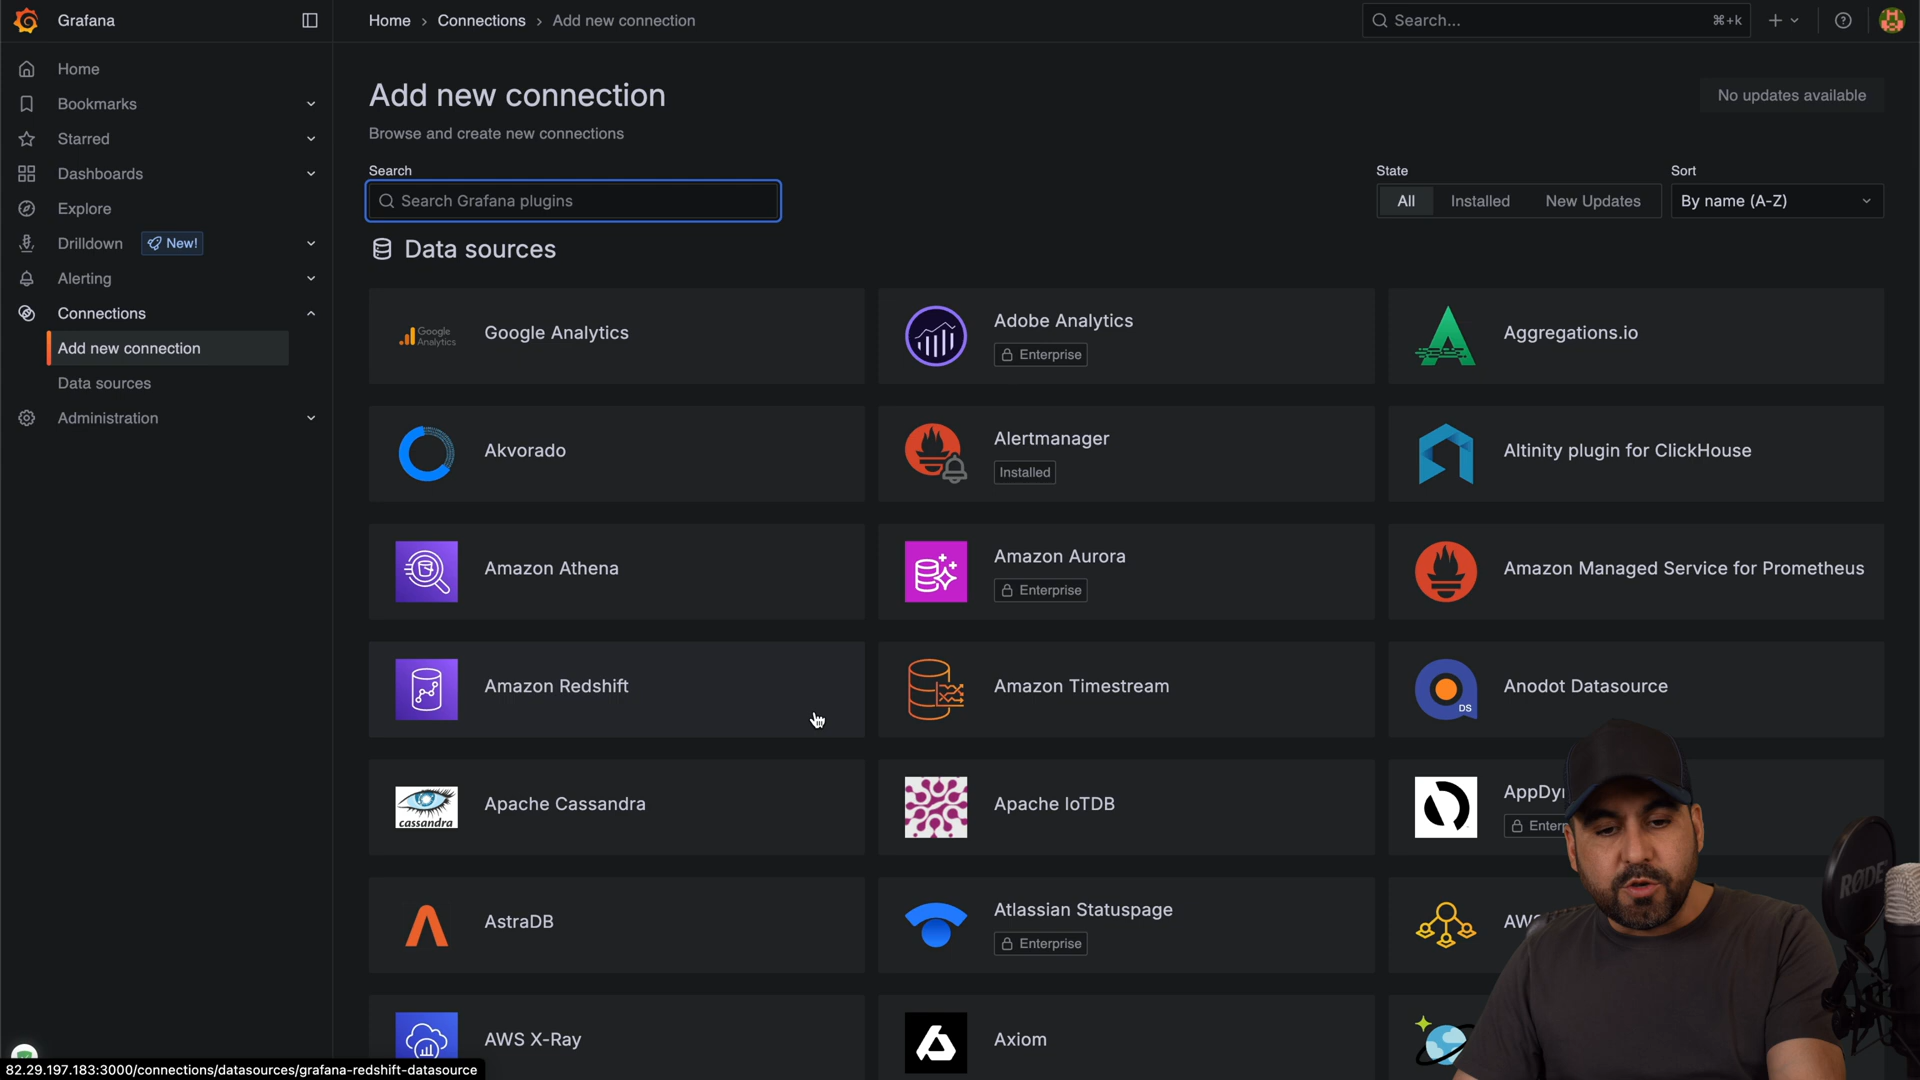 Grafana
Home › Connections › Add new connection
Search...
⌘+k
Home
Bookmarks
Starred
Dashboards
Explore
Drilldown
New!
Alerting
Connections
Add new connection
Data sources
Administration
Add new connection
No updates available
Browse and create new connections
Search
Search Grafana plugins
State
All
Installed
New Updates
Sort
By name (A-Z)
Data sources
Google Analytics
Google Analytics
Adobe Analytics
Enterprise
Aggregations.io
Akvorado
Alertmanager
Installed
Altinity plugin for ClickHouse
Amazon Athena
Amazon Aurora
Enterprise
Amazon Managed Service for Prometheus
Amazon Redshift
Amazon Timestream
DS
Anodot Datasource
cassandra
Apache Cassandra
Apache IoTDB
AstraDB
Atlassian Statuspage
Enterprise
RØDE
AWS X-Ray
Axiom
82.29.197.183:3000/connections/datasources/grafana-redshift-datasource